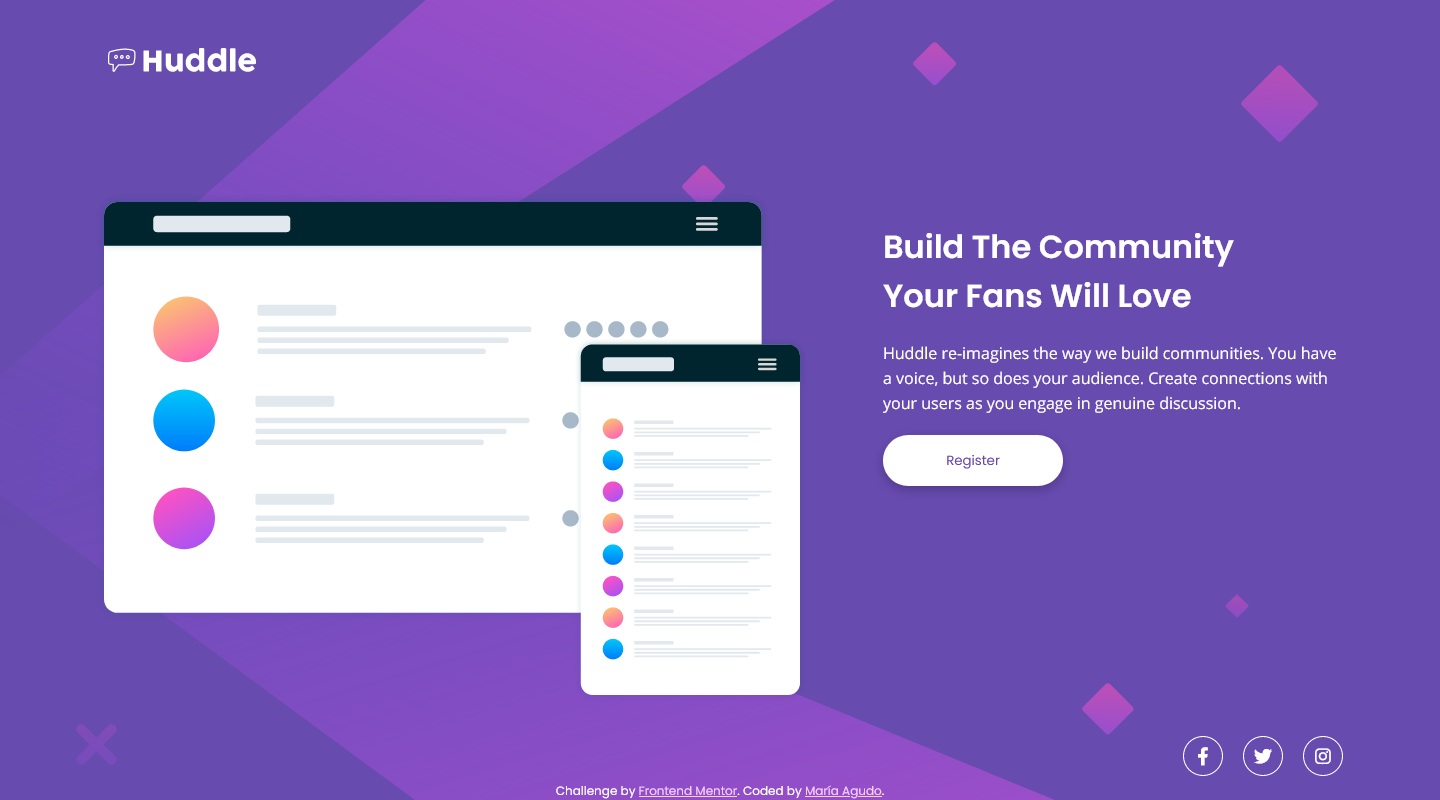 Huddle
Build The Community
Your Fans Will Love
Huddle re-imagines the way we build communities. You have
a voice, but so does your audience. Create connections with
your users as you engage in genuine discussion.
Register
Challenge by Frontend Mentor. Coded by María Agudo.